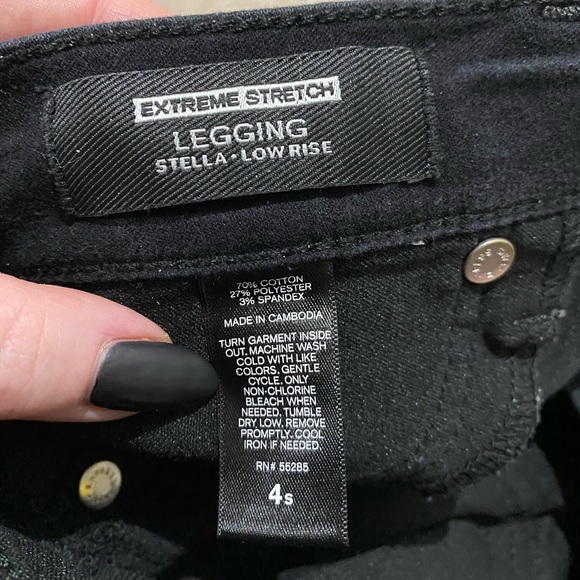 EXTREME STRETCH
LEGGING
STELLA • LOW RISE
70% COTTON
27% POLYESTER
3% SPANDEX
MADE IN CAMBODIA
TURN GARMENT INSIDE
OUT. MACHINE WASH
COLD WITH LIKE
COLORS. GENTLE
CYCLE. ONLY
NON-CHLORINE
BLEACH WHEN
NEEDED. TUMBLE
DRY LOW. REMOVE
PROMPTLY. COOL
IRON IF NEEDED.
RN# 55285
4S